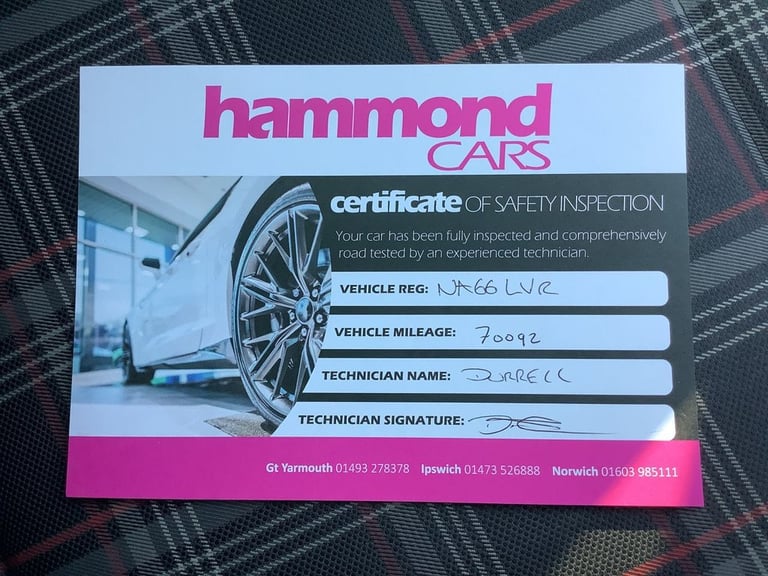 hammond
CARS
certificate OF SAFETY INSPECTION
Your car has been fully inspected and comprehensively
road tested by an experienced technician.
VEHICLE REG: NA66 LVR
VEHICLE MILEAGE: 70092
TECHNICIAN NAME: DURRELL
TECHNICIAN SIGNATURE:
Gt Yarmouth 01493 278378 Ipswich 01473 526888 Norwich 01603 985111